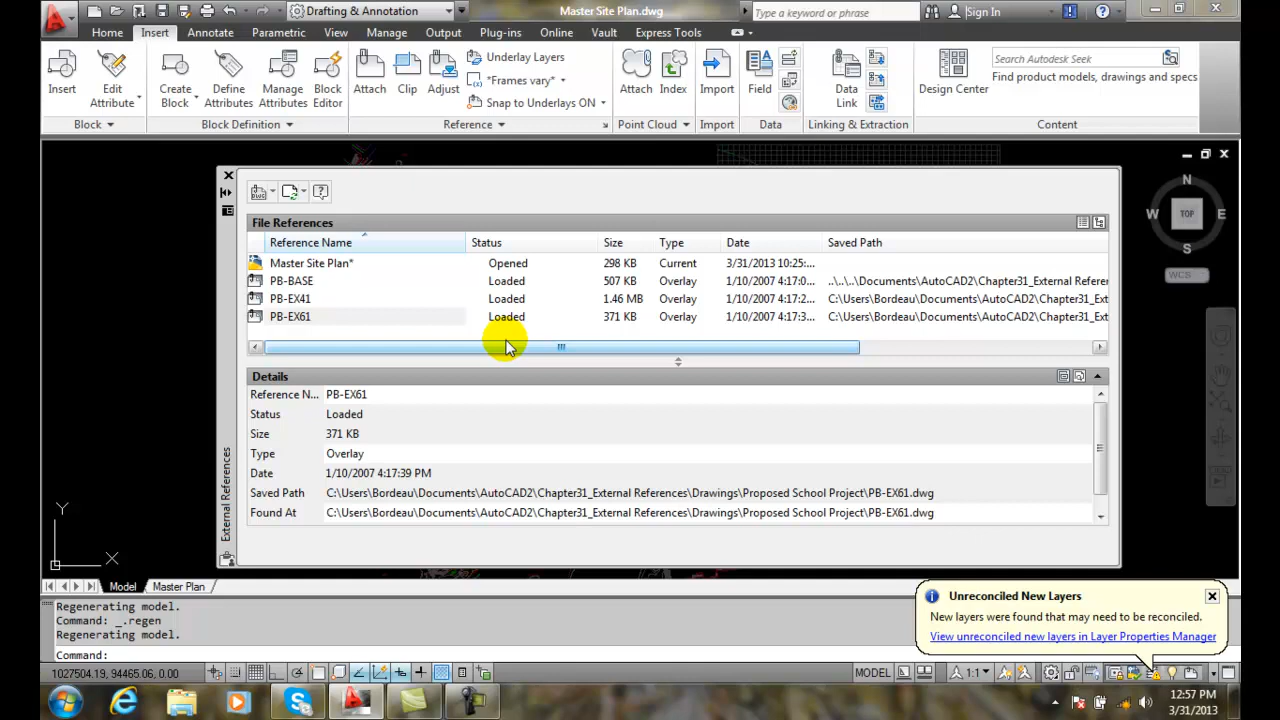 Drafting & Annotation
Master Site Plan.dwg
Type a keyword or phrase
Sign In
Home Insert Annotate Parametric View Manage Output Plug-ins Online Vault Express Tools
Insert
Edit Attribute
Create Block
Define Attributes
Manage Attributes
Block Editor
Attach
Clip
Adjust
Underlay Layers
*Frames vary*
Snap to Underlays ON
Attach
Index
Import
Field
Data Link
Design Center
Search Autodesk Seek
Find product models, drawings and specs
Block Block Definition Reference Point Cloud Import Data Linking & Extraction Content
N
W TOP E
S
WCS
File References
Reference Name Status Size Type Date Saved Path
Master Site Plan* Opened 298 KB Current 3/31/2013 10:25:...
PB-BASE Loaded 507 KB Overlay 1/10/2007 4:17:0... ..\..\..\Documents\AutoCAD2\Chapter31_External Referer
PB-EX41 Loaded 1.46 MB Overlay 1/10/2007 4:17:2... C:\Users\Bordeau\Documents\AutoCAD2\Chapter31_Ext
PB-EX61 Loaded 371 KB Overlay 1/10/2007 4:17:3... C:\Users\Bordeau\Documents\AutoCAD2\Chapter31_Ext
Details
Reference N... PB-EX61
Status Loaded
Size 371 KB
Type Overlay
Date 1/10/2007 4:17:39 PM
Saved Path C:\Users\Bordeau\Documents\AutoCAD2\Chapter31_External References\Drawings\Proposed School Project\PB-EX61.dwg
Found At C:\Users\Bordeau\Documents\AutoCAD2\Chapter31_External References\Drawings\Proposed School Project\PB-EX61.dwg
External References
Y
X
Model Master Plan
Regenerating model.
Command: _.regen
Regenerating model.
Command:
Unreconciled New Layers
New layers were found that may need to be reconciled.
View unreconciled new layers in Layer Properties Manager
1027504.19, 94465.06, 0.00
MODEL
1:1
12:57 PM
3/31/2013